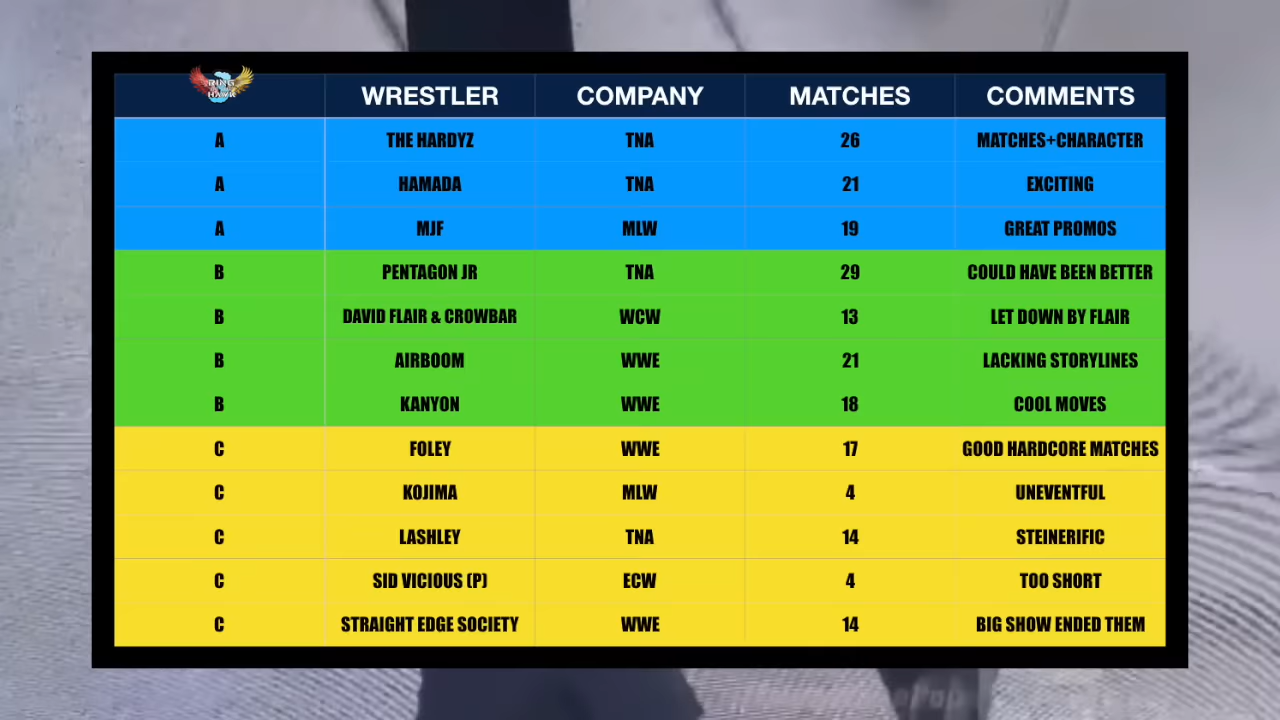 RING HAWK WRESTLER COMPANY MATCHES COMMENTS
A THE HARDYZ TNA 26 MATCHES+CHARACTER
A HAMADA TNA 21 EXCITING
A MJF MLW 19 GREAT PROMOS
B PENTAGON JR TNA 29 COULD HAVE BEEN BETTER
B DAVID FLAIR & CROWBAR WCW 13 LET DOWN BY FLAIR
B AIRBOOM WWE 21 LACKING STORYLINES
B KANYON WWE 18 COOL MOVES
C FOLEY WWE 17 GOOD HARDCORE MATCHES
C KOJIMA MLW 4 UNEVENTFUL
C LASHLEY TNA 14 STEINERIFIC
C SID VICIOUS (P) ECW 4 TOO SHORT
C STRAIGHT EDGE SOCIETY WWE 14 BIG SHOW ENDED THEM